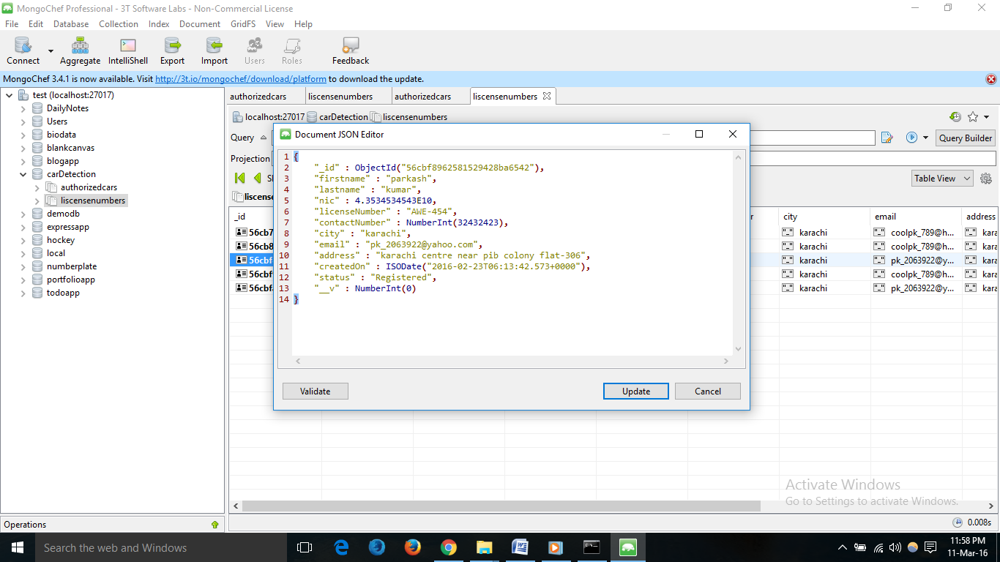 MongoChef Professional - 3T Software Labs - Non-Commercial License
File Edit Database Collection Index Document GridFS View Help
Connect Aggregate IntelliShell Export Import Users Roles Feedback
MongoChef 3.4.1 is now available. Visit http://3t.io/mongochef/download/platform to download the update.
test (localhost:27017)
DailyNotes
Users
biodata
blankcanvas
blogapp
carDetection
authorizedcars
liscensenumbers
demodb
expressapp
hockey
local
numberplate
portfolioapp
todoapp
Operations
authorizedcars liscensenumbers authorizedcars liscensenumbers
localhost:27017 carDetection liscensenumbers
Query
Query Builder
Projection
Table View
liscense
_id city email address
56cb7 karachi coolpk_789@h... kara
56cb8 karachi coolpk_789@h... kara
56cbf karachi pk_2063922@y... kara
56cbf karachi coolpk_789@h... kara
56cbf karachi pk_2063922@y... kara
Document JSON Editor
1 {
2 "_id" : ObjectId("56cbf8962581529428ba6542"),
3 "firstname" : "parkash",
4 "lastname" : "kumar",
5 "nic" : 4.3534534543E10,
6 "licenseNumber" : "AWE-454",
7 "contactNumber" : NumberInt(32432423),
8 "city" : "karachi",
9 "email" : "pk_2063922@yahoo.com",
10 "address" : "karachi centre near pib colony flat-306",
11 "createdOn" : ISODate("2016-02-23T06:13:42.573+0000"),
12 "status" : "Registered",
13 "__v" : NumberInt(0)
14 }
Validate Update Cancel
Activate Windows
Go to Settings to activate Windows.
0.008s
Search the web and Windows
11:58 PM
11-Mar-16